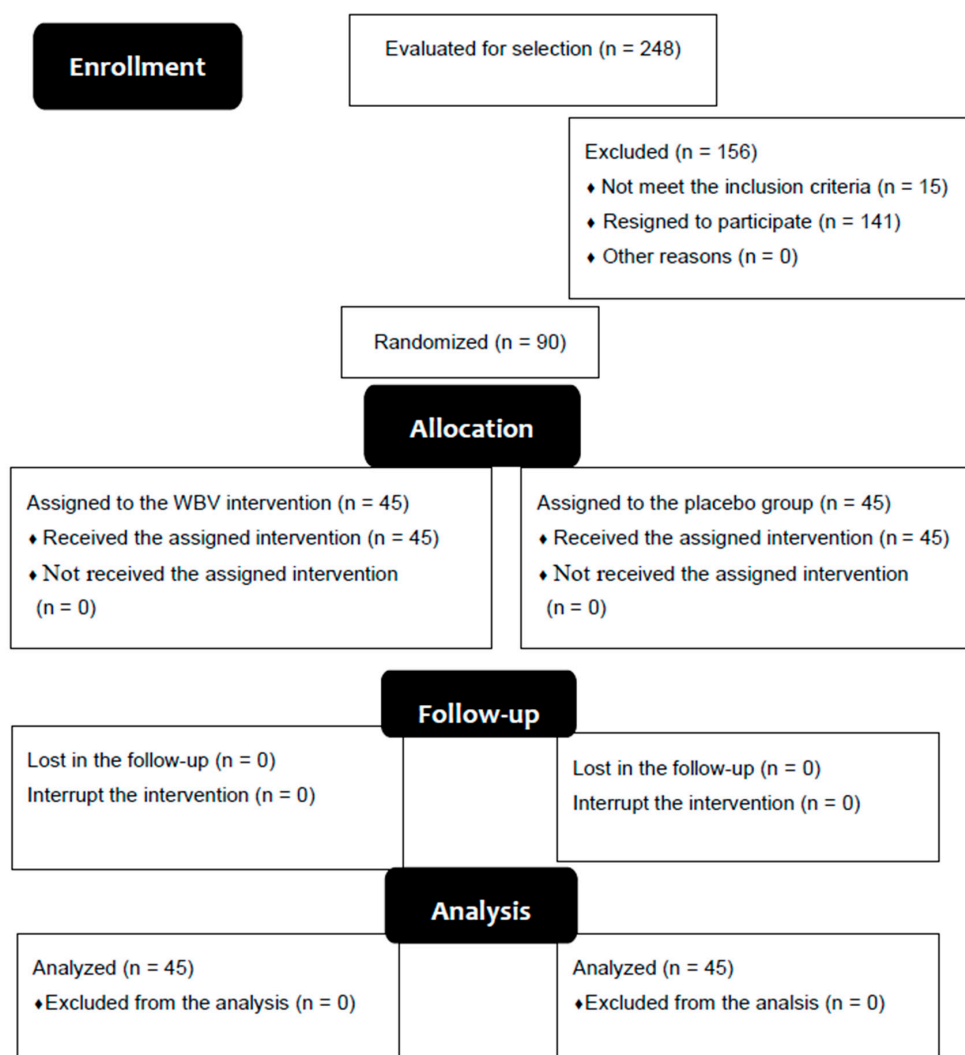 Enrollment
Evaluated for selection (n = 248)
Excluded (n = 156)
♦ Not meet the inclusion criteria (n = 15)
♦ Resigned to participate (n = 141)
♦ Other reasons (n = 0)
Randomized (n = 90)
Allocation
Assigned to the WBV intervention (n = 45)
♦ Received the assigned intervention (n = 45)
♦ Not received the assigned intervention
(n = 0)
Assigned to the placebo group (n = 45)
♦ Received the assigned intervention (n = 45)
♦ Not received the assigned intervention
(n = 0)
Follow-up
Lost in the follow-up (n = 0)
Interrupt the intervention (n = 0)
Lost in the follow-up (n = 0)
Interrupt the intervention (n = 0)
Analysis
Analyzed (n = 45)
♦Excluded from the analysis (n = 0)
Analyzed (n = 45)
♦Excluded from the analsis (n = 0)